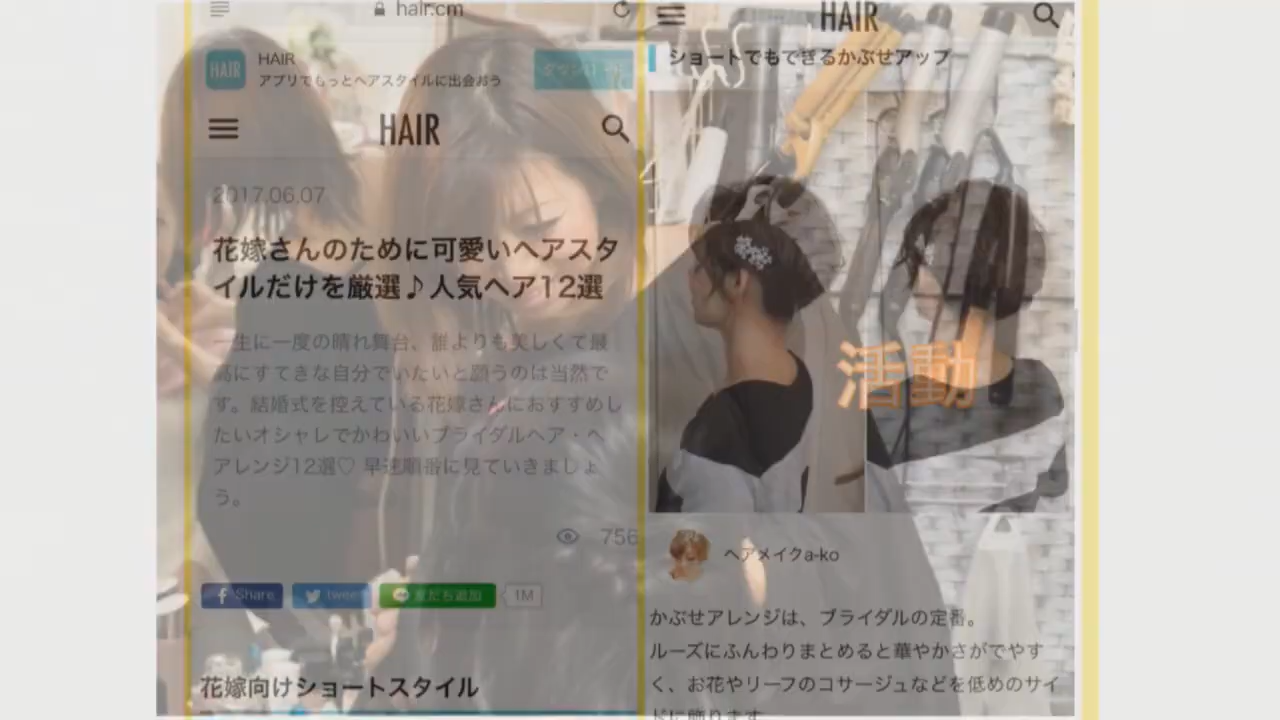 hair.cm
HAIR
HAIR
アプリでもっとヘアスタイルに出会おう
ダウンロード
HAIR
2017.06.07
花嫁さんのために可愛いヘアスタ
イルだけを厳選♪人気ヘア12選
一生に一度の晴れ舞台、誰よりも美しくて最
高にすてきな自分でいたいと願うのは当然で
す。結婚式を控えている花嫁さんにおすすめし
たいオシャレでかわいいブライダルヘア・ヘ
アレンジ12選♡ 早速順番に見ていきましょ
う。
756
Share
tweet
友だち追加
1M
花嫁向けショートスタイル
HAIR
ショートでもできるかぶせアップ
活動
ヘアメイクa-ko
かぶせアレンジは、ブライダルの定番。
ルーズにふんわりまとめると華やかさがでやす
く、お花やリーフのコサージュなどを低めのサイ
ドに飾ります